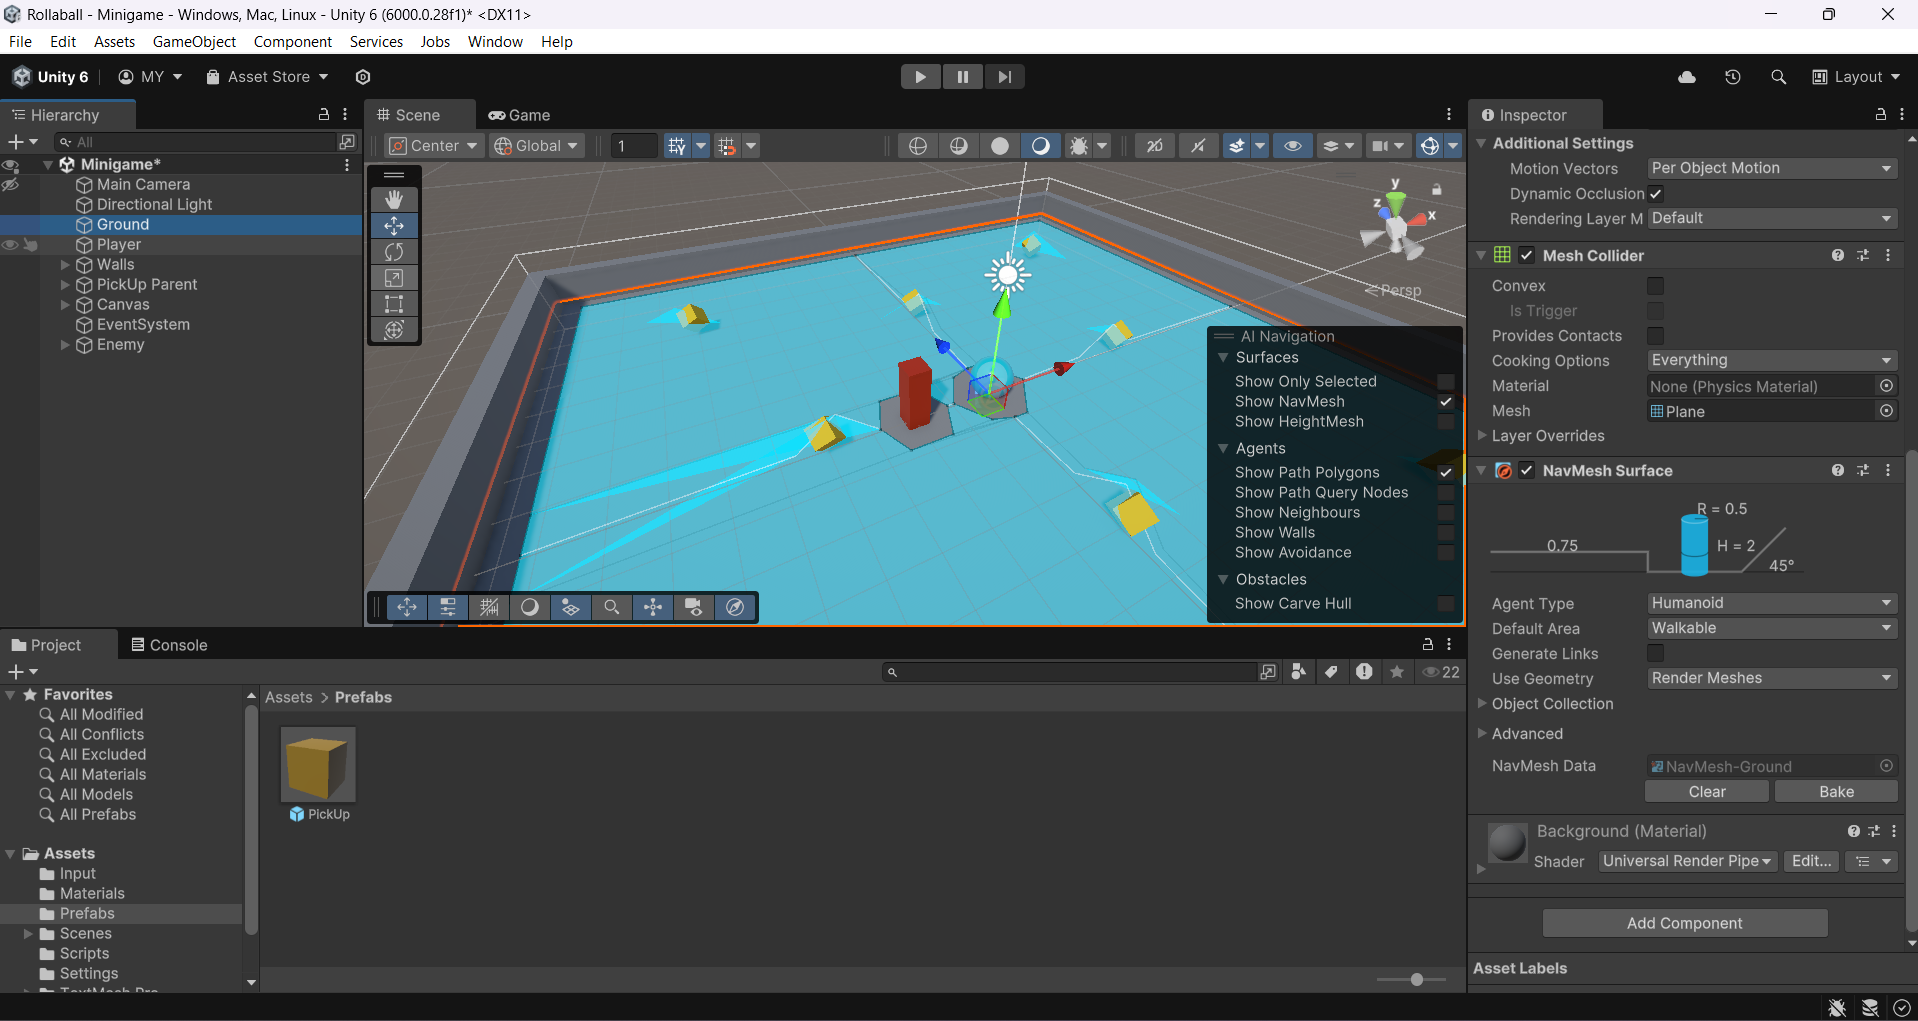 Rollaball - Minigame - Windows, Mac, Linux - Unity 6 (6000.0.28f1)* <DX11>
File Edit Assets GameObject Component Services Jobs Window Help
Unity 6 MY Asset Store Layout
Hierarchy
All
Minigame*
Main Camera
Directional Light
Ground
Player
Walls
PickUp Parent
Canvas
EventSystem
Enemy
Scene Game
Center Global 1 2D
y
z
x
Persp
AI Navigation
Surfaces
Show Only Selected
Show NavMesh
Show HeightMesh
Agents
Show Path Polygons
Show Path Query Nodes
Show Neighbours
Show Walls
Show Avoidance
Obstacles
Show Carve Hull
Inspector
Additional Settings
Motion Vectors Per Object Motion
Dynamic Occlusion
Rendering Layer M Default
Mesh Collider
Convex
Is Trigger
Provides Contacts
Cooking Options Everything
Material None (Physics Material)
Mesh Plane
Layer Overrides
NavMesh Surface
R = 0.5
0.75
H = 2
45°
Agent Type Humanoid
Default Area Walkable
Generate Links
Use Geometry Render Meshes
Object Collection
Advanced
NavMesh Data NavMesh-Ground
Clear Bake
Background (Material)
Shader Universal Render Pipe Edit...
Add Component
Asset Labels
Project Console
22
Favorites
All Modified
All Conflicts
All Excluded
All Materials
All Models
All Prefabs
Assets
Input
Materials
Prefabs
Scenes
Scripts
Settings
TextMesh Pro
Assets > Prefabs
PickUp